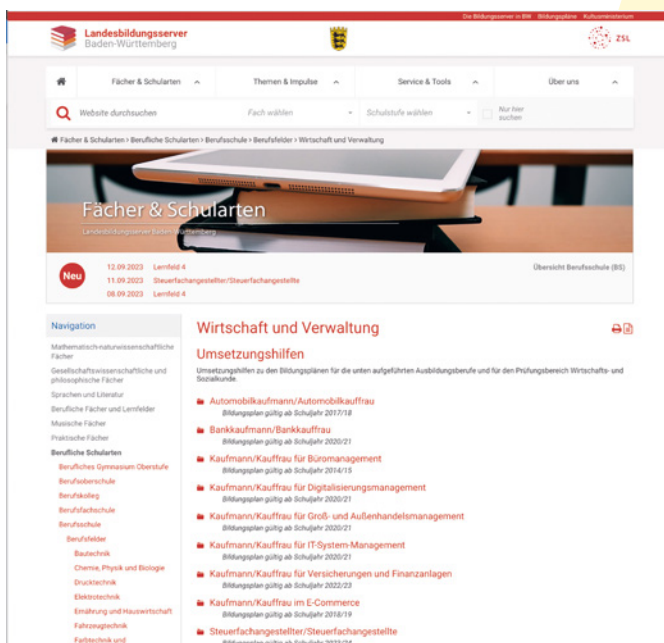 Die Bildungsserver in BW Bildungspläne Kultusministerium
Landesbildungsserver
Baden-Württemberg
ZSL
Fächer & Schularten
Themen & Impulse
Service & Tools
Über uns
Website durchsuchen
Fach wählen
Schulstufe wählen
Nur hier
suchen
Fächer & Schularten > Berufliche Schularten > Berufsschule > Berufsfelder > Wirtschaft und Verwaltung
Fächer & Schularten
Landesbildungsserver Baden-Württemberg
Neu
12.09.2023 Lernfeld 4
11.09.2023 Steuerfachangestellter/Steuerfachangestellte
08.09.2023 Lernfeld 4
Übersicht Berufsschule (BS)
Navigation
Mathematisch-naturwissenschaftliche
Fächer
Gesellschaftswissenschaftliche und
philosophische Fächer
Sprachen und Literatur
Berufliche Fächer und Lernfelder
Musische Fächer
Praktische Fächer
Berufliche Schularten
Berufliches Gymnasium Oberstufe
Berufsoberschule
Berufskolleg
Berufsfachschule
Berufsschule
Berufsfelder
Bautechnik
Chemie, Physik und Biologie
Drucktechnik
Elektrotechnik
Ernährung und Hauswirtschaft
Fahrzeugtechnik
Farbtechnik und
Wirtschaft und Verwaltung
Umsetzungshilfen
Umsetzungshilfen zu den Bildungsplänen für die unten aufgeführten Ausbildungsberufe und für den Prüfungsbereich Wirtschafts- und
Sozialkunde.
Automobilkaufmann/Automobilkauffrau
Bildungsplan gültig ab Schuljahr 2017/18
Bankkaufmann/Bankkauffrau
Bildungsplan gültig ab Schuljahr 2020/21
Kaufmann/Kauffrau für Büromanagement
Bildungsplan gültig ab Schuljahr 2014/15
Kaufmann/Kauffrau für Digitalisierungsmanagement
Bildungsplan gültig ab Schuljahr 2020/21
Kaufmann/Kauffrau für Groß- und Außenhandelsmanagement
Bildungsplan gültig ab Schuljahr 2020/21
Kaufmann/Kauffrau für IT-System-Management
Bildungsplan gültig ab Schuljahr 2020/21
Kaufmann/Kauffrau für Versicherungen und Finanzanlagen
Bildungsplan gültig ab Schuljahr 2022/23
Kaufmann/Kauffrau im E-Commerce
Bildungsplan gültig ab Schuljahr 2018/19
Steuerfachangestellter/Steuerfachangestellte
Bildungsplan gültig ab Schuljahr 2023/24